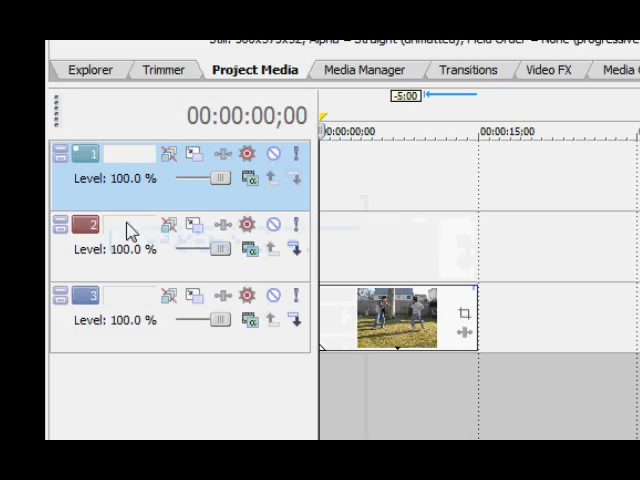 Still: 500x375x32, Alpha = Straight (unmatted), Field Order = None (progressive
Explorer Trimmer Project Media Media Manager Transitions Video FX Media
-5:00
00:00:00;00
0:00:00;00 00:00:15;00
1
Level: 100.0 %
2
Level: 100.0 %
3
Level: 100.0 %